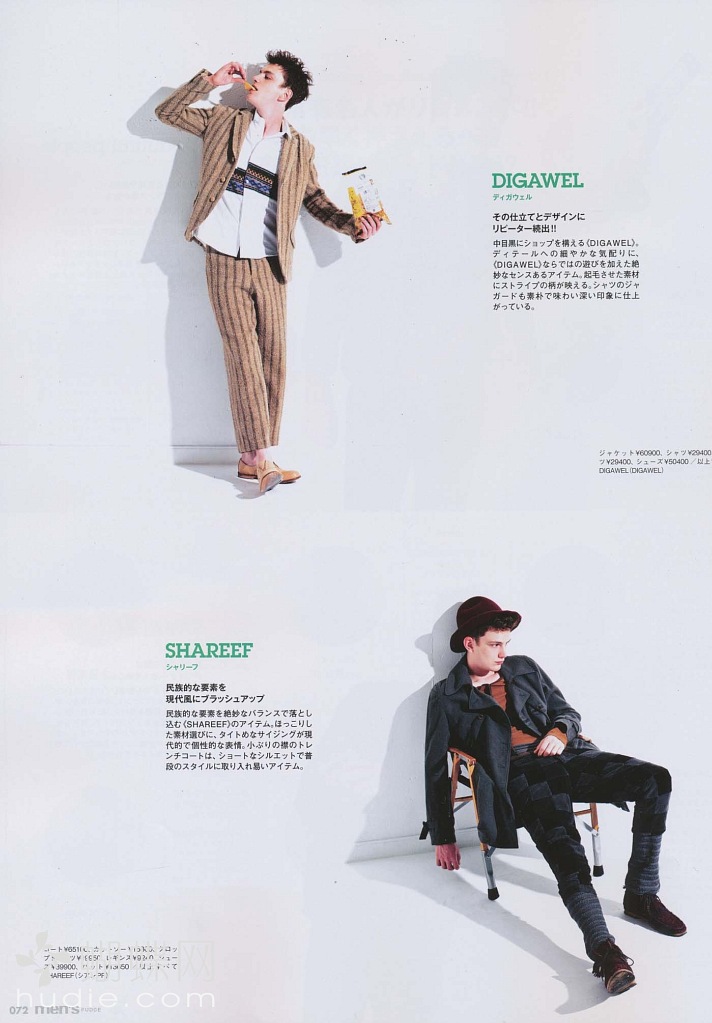 DIGAWEL
ディガウェル
その仕立てとデザインに
リピーター続出!!
中目黒にショップを構える〈DIGAWEL〉。
ディテールへの細やかな気配りに、
〈DIGAWEL〉ならではの遊びを加えた絶
妙なセンスあるアイテム。起毛させた素材
にストライプの柄が映える。シャツのジャ
ガードも素朴で味わい深い印象に仕上
がっている。
ジャケット¥60900、シャツ¥29400
ツ¥29400、シューズ¥50400／以上
DIGAWEL(DIGAWEL)
SHAREEF
シャリーフ
民族的な要素を
現代風にブラッシュアップ
民族的な要素を絶妙なバランスで落とし
込む〈SHAREEF〉のアイテム。ほっこりし
た素材選びに、タイトめなサイジングが現
代的で個性的な表情。小ぶりの襟のトレ
ンチコートは、ショートなシルエットで普
段のスタイルに取り入れ易いアイテム。
レギンス¥9240、シュー
すべて
hudie.com
072 men's PUDGE